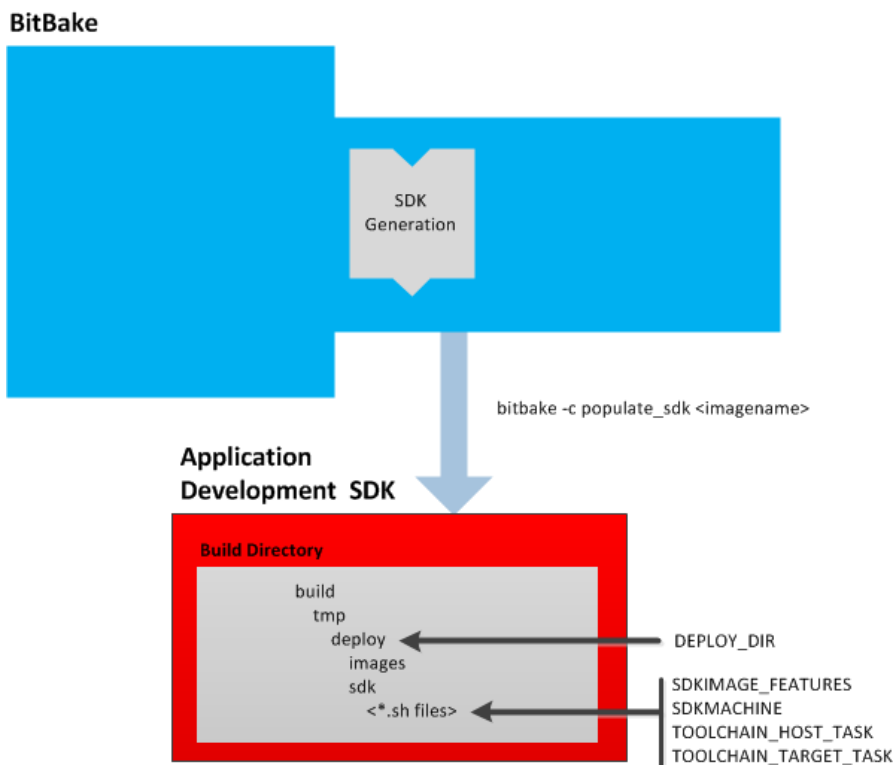 BitBake
SDK
Generation
bitbake -c populate_sdk <imagename>
Application
Development SDK
Build Directory
build
tmp
deploy
DEPLOY_DIR
images
sdk
<*.sh files>
SDKIMAGE_FEATURES
SDKMACHINE
TOOLCHAIN_HOST_TASK
TOOLCHAIN_TARGET_TASK